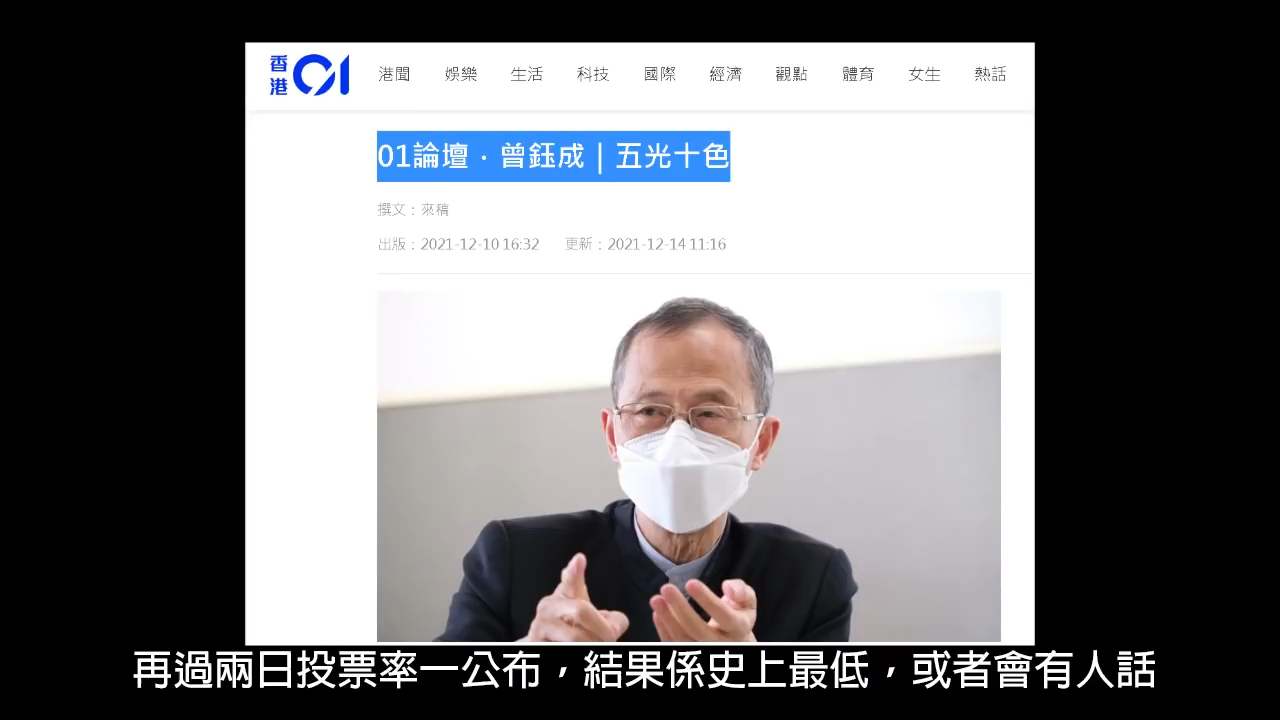 香港01
港聞 娛樂 生活 科技 國際 經濟 觀點 體育 女生 熱話
01論壇．曾鈺成｜五光十色
撰文：來稿
出版：2021-12-10 16:32 更新：2021-12-14 11:16
再過兩日投票率一公布，結果係史上最低，或者會有人話